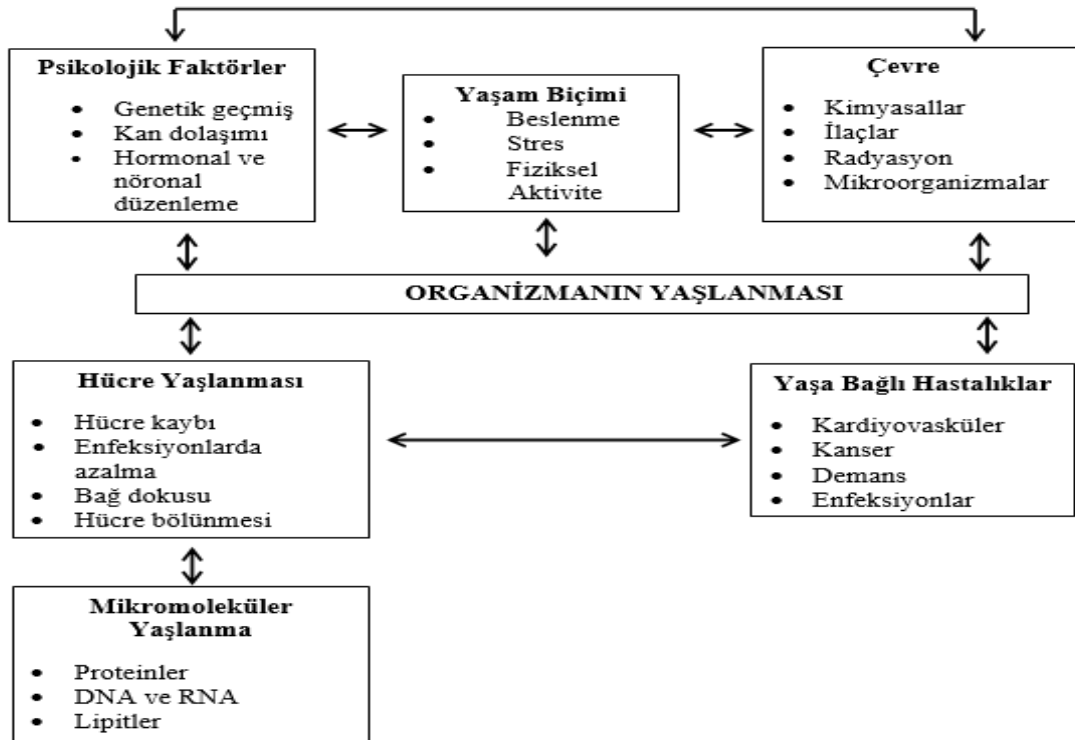 Psikolojik Faktörler
• Genetik geçmiş
• Kan dolaşımı
• Hormonal ve
nöronal
düzenleme
Yaşam Biçimi
• Beslenme
• Stres
• Fiziksel
Aktivite
Çevre
• Kimyasallar
• İlaçlar
• Radyasyon
• Mikroorganizmalar
ORGANİZMANIN YAŞLANMASI
Hücre Yaşlanması
• Hücre kaybı
• Enfeksiyonlarda
azalma
• Bağ dokusu
• Hücre bölünmesi
Yaşa Bağlı Hastalıklar
• Kardiyovasküler
• Kanser
• Demans
• Enfeksiyonlar
Mikromoleküler
Yaşlanma
• Proteinler
• DNA ve RNA
• Lipitler